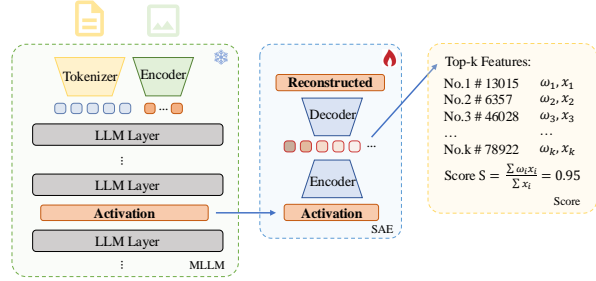 Tokenizer
Encoder
...
LLM Layer
⋮
LLM Layer
Activation
LLM Layer
⋮
MLLM
Reconstructed
Decoder
...
Encoder
Activation
SAE
Top-k Features:
No.1 # 13015 ω₁, x₁
No.2 # 6357 ω₂, x₂
No.3 # 46028 ω₃, x₃
... ...
No.k # 78922 ωₖ, xₖ
Score S = ∑ ωᵢxᵢ / ∑ xᵢ = 0.95
Score